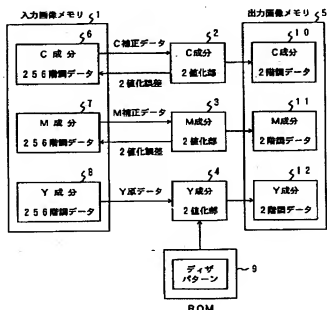 入力画像メモリ 1
出力画像メモリ 5
6
C成分
256階調データ
C補正データ
2値化誤差
2
C成分
2値化部
10
C成分
2階調データ
7
M成分
256階調データ
M補正データ
2値化誤差
3
M成分
2値化部
11
M成分
2階調データ
8
Y成分
256階調データ
Y原データ
4
Y成分
2値化部
12
Y成分
2階調データ
ディザ
パターン
9
ROM